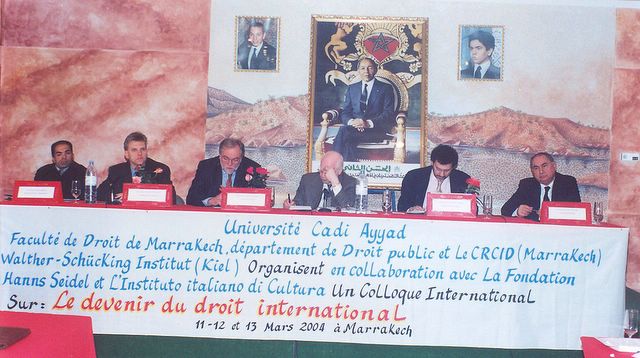 الحسن الثاني
Université Cadi Ayyad
Faculté de Droit de Marrakech, département de Droit public et le CRCID (Marrakech)
Walther-Schücking Institut (Kiel) Organisent en collaboration avec La Fondation
Hanns Seidel et L'Instituto italiano di Cultura Un Colloque International
Sur: Le devenir du droit international
11-12 et 13 Mars 2004 à Marrakech